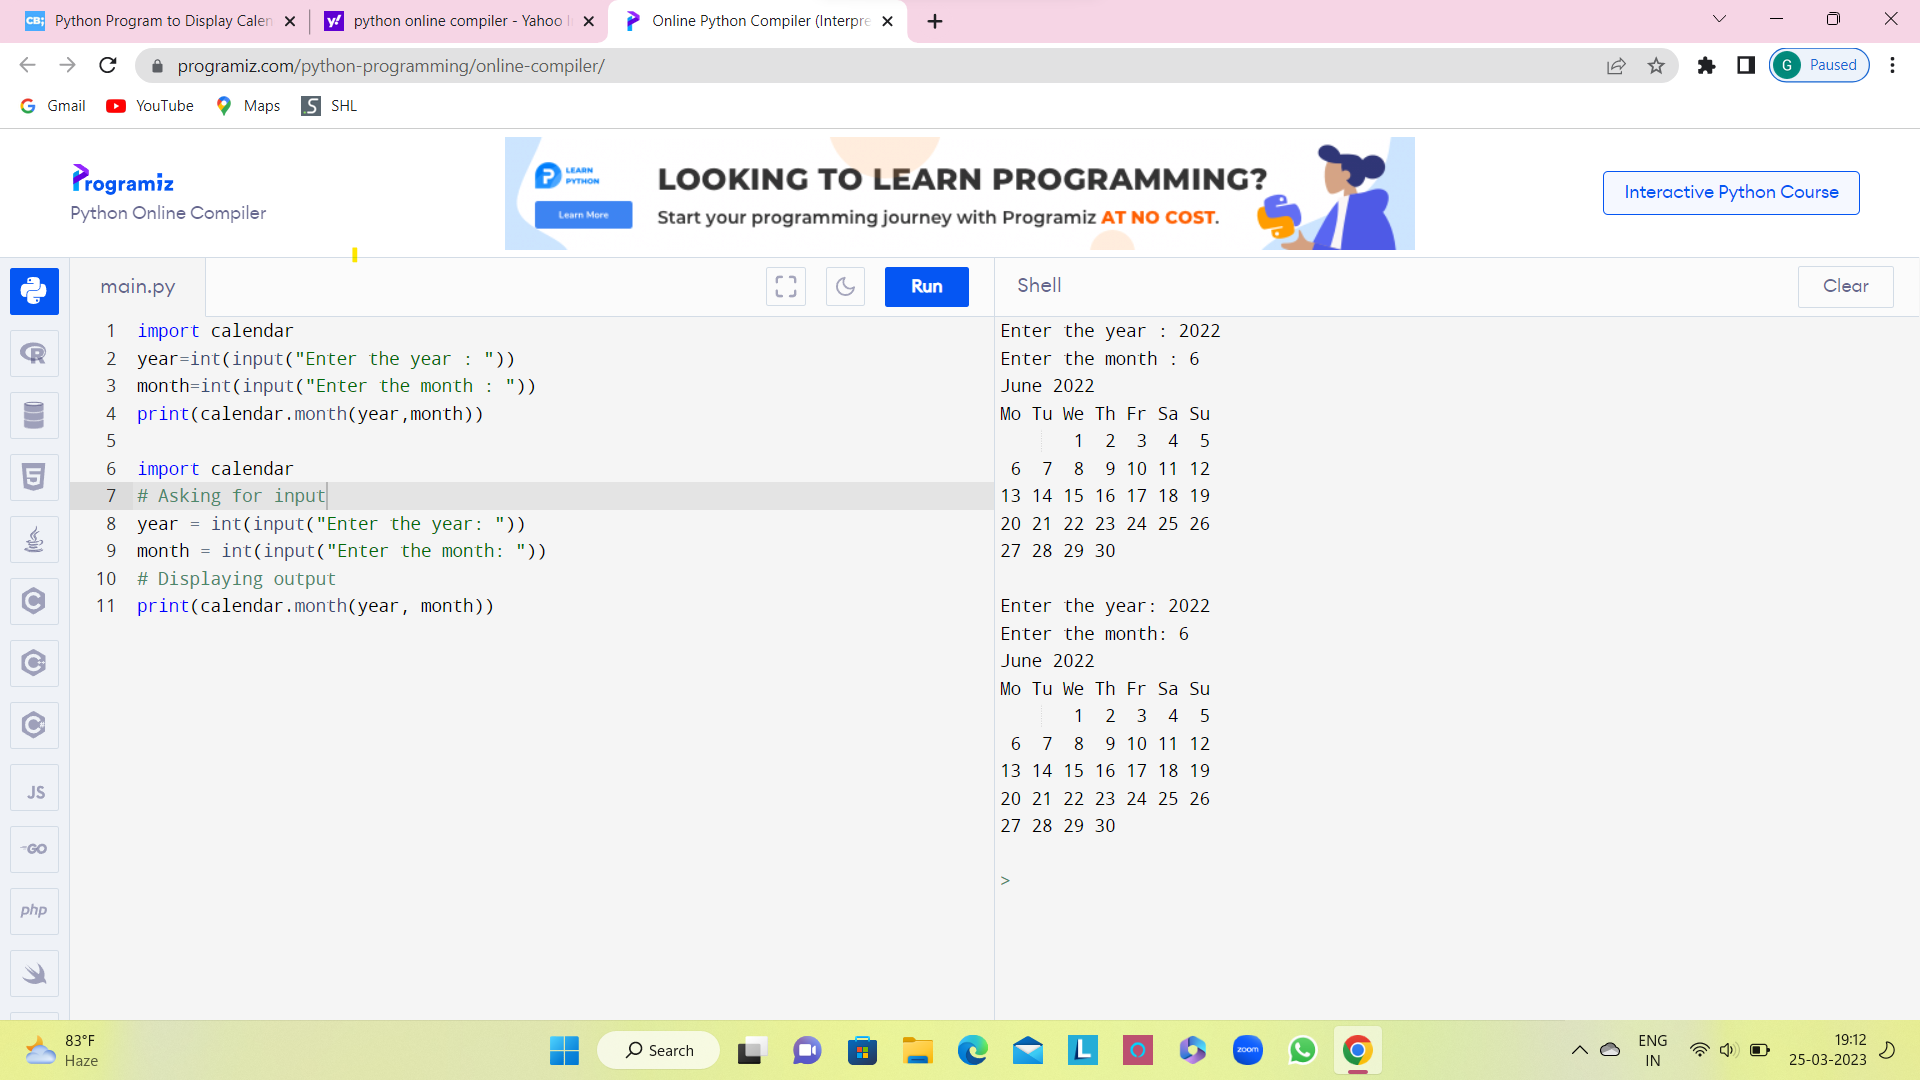 Python Program to Display Calen
python online compiler - Yahoo I
Online Python Compiler (Interpre
programiz.com/python-programming/online-compiler/
G Paused
Gmail YouTube Maps SHL
Programiz
Python Online Compiler
LEARN
PYTHON
Learn More
LOOKING TO LEARN PROGRAMMING?
Start your programming journey with Programiz AT NO COST.
Interactive Python Course
main.py
Run
1 import calendar
2 year=int(input("Enter the year : "))
3 month=int(input("Enter the month : "))
4 print(calendar.month(year,month))
5
6 import calendar
7 # Asking for input
8 year = int(input("Enter the year: "))
9 month = int(input("Enter the month: "))
10 # Displaying output
11 print(calendar.month(year, month))
Shell
Clear
Enter the year : 2022
Enter the month : 6
June 2022
Mo Tu We Th Fr Sa Su
1 2 3 4 5
6 7 8 9 10 11 12
13 14 15 16 17 18 19
20 21 22 23 24 25 26
27 28 29 30
Enter the year: 2022
Enter the month: 6
June 2022
Mo Tu We Th Fr Sa Su
1 2 3 4 5
6 7 8 9 10 11 12
13 14 15 16 17 18 19
20 21 22 23 24 25 26
27 28 29 30
>
R
5
C
C
C
JS
GO
php
83°F
Haze
Search
L
zoom
ENG
IN
19:12
25-03-2023